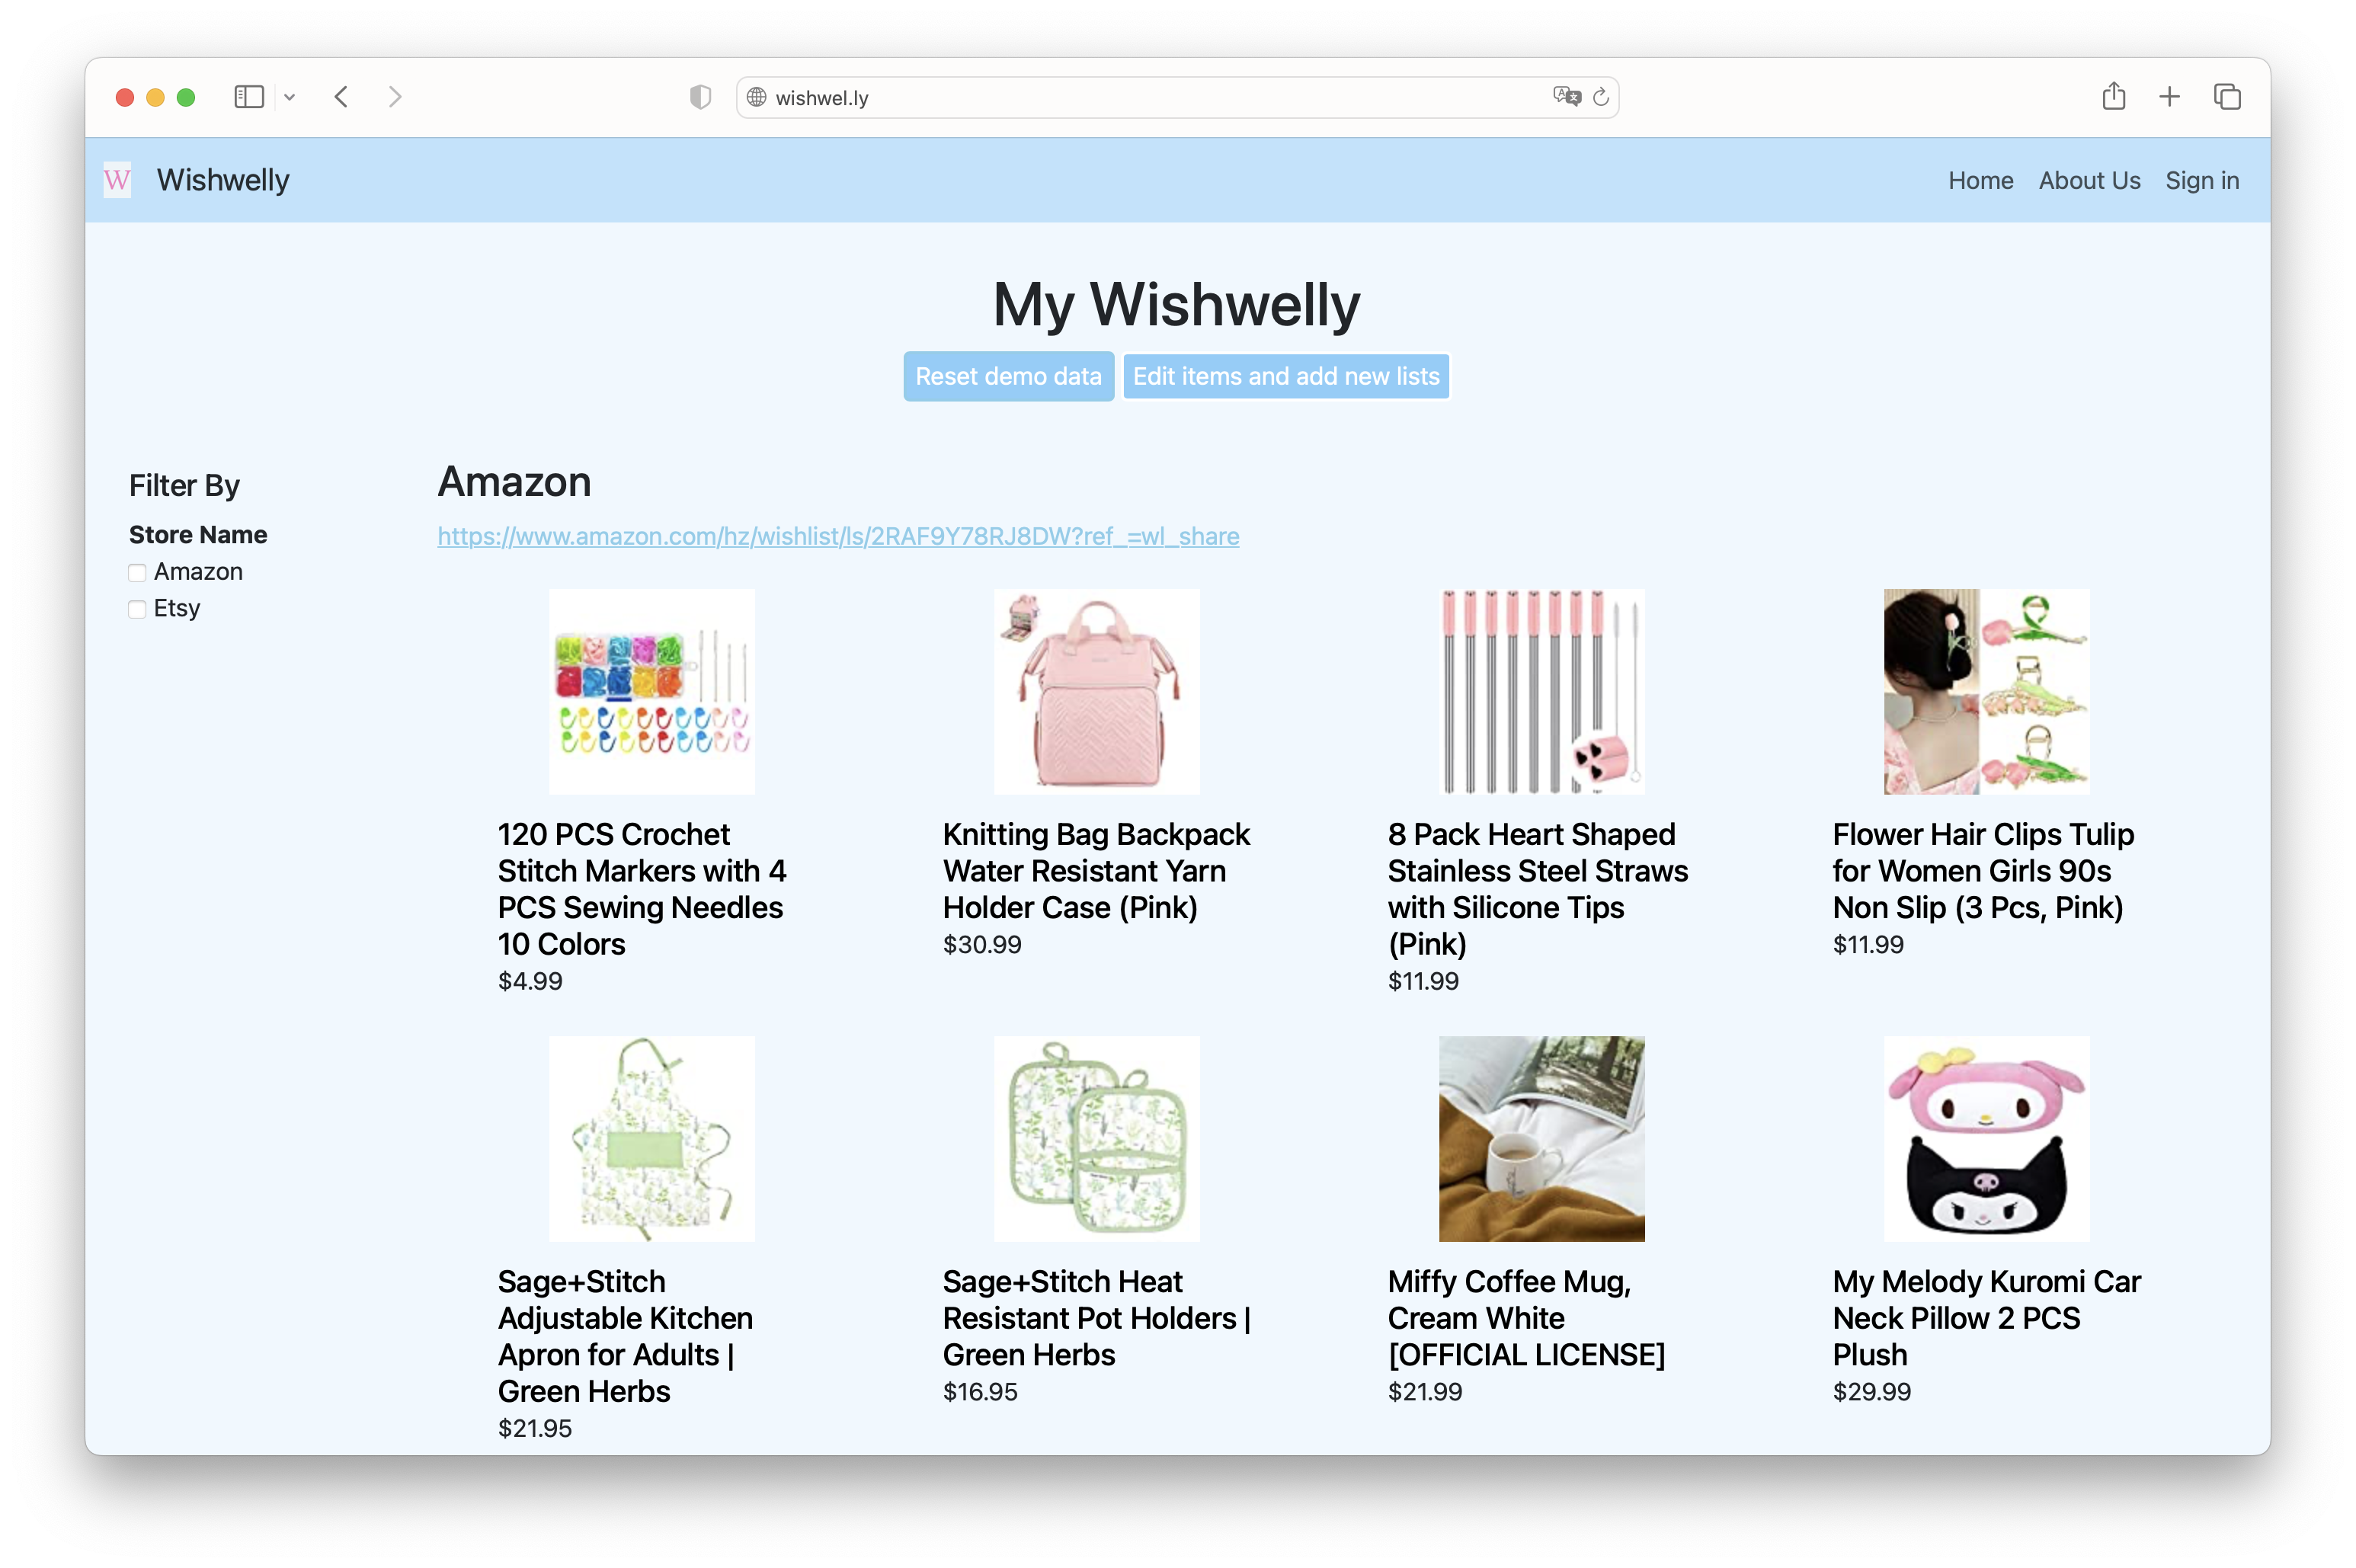 wishwel.ly
W
Wishwelly
Home
About Us
Sign in
My Wishwelly
Reset demo data
Edit items and add new lists
Filter By
Store Name
Amazon
Etsy
Amazon
https://www.amazon.com/hz/wishlist/ls/2RAF9Y78RJ8DW?ref_=wl_share
120 PCS Crochet
Stitch Markers with 4
PCS Sewing Needles
10 Colors
$4.99
Knitting Bag Backpack
Water Resistant Yarn
Holder Case (Pink)
$30.99
8 Pack Heart Shaped
Stainless Steel Straws
with Silicone Tips
(Pink)
$11.99
Flower Hair Clips Tulip
for Women Girls 90s
Non Slip (3 Pcs, Pink)
$11.99
Sage+Stitch
Adjustable Kitchen
Apron for Adults |
Green Herbs
$21.95
Sage+Stitch Heat
Resistant Pot Holders |
Green Herbs
$16.95
Miffy Coffee Mug,
Cream White
[OFFICIAL LICENSE]
$21.99
My Melody Kuromi Car
Neck Pillow 2 PCS
Plush
$29.99